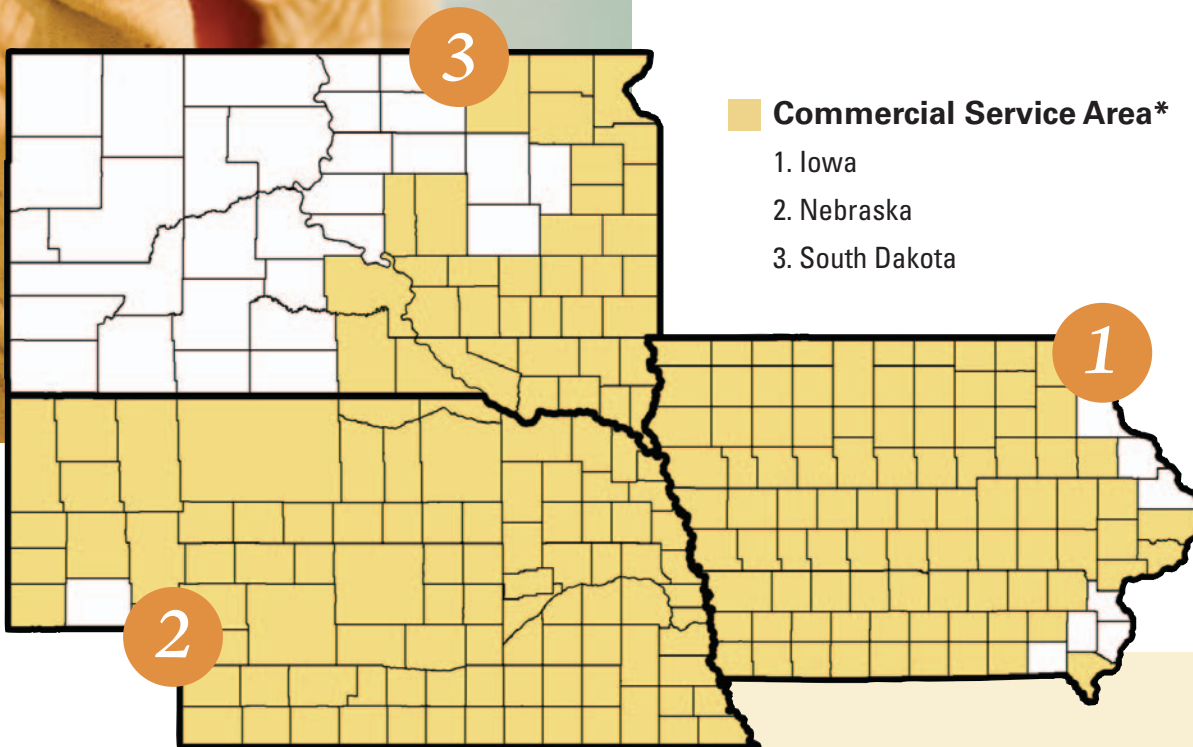 3
Commercial Service Area*
1. Iowa
2. Nebraska
3. South Dakota
1
2